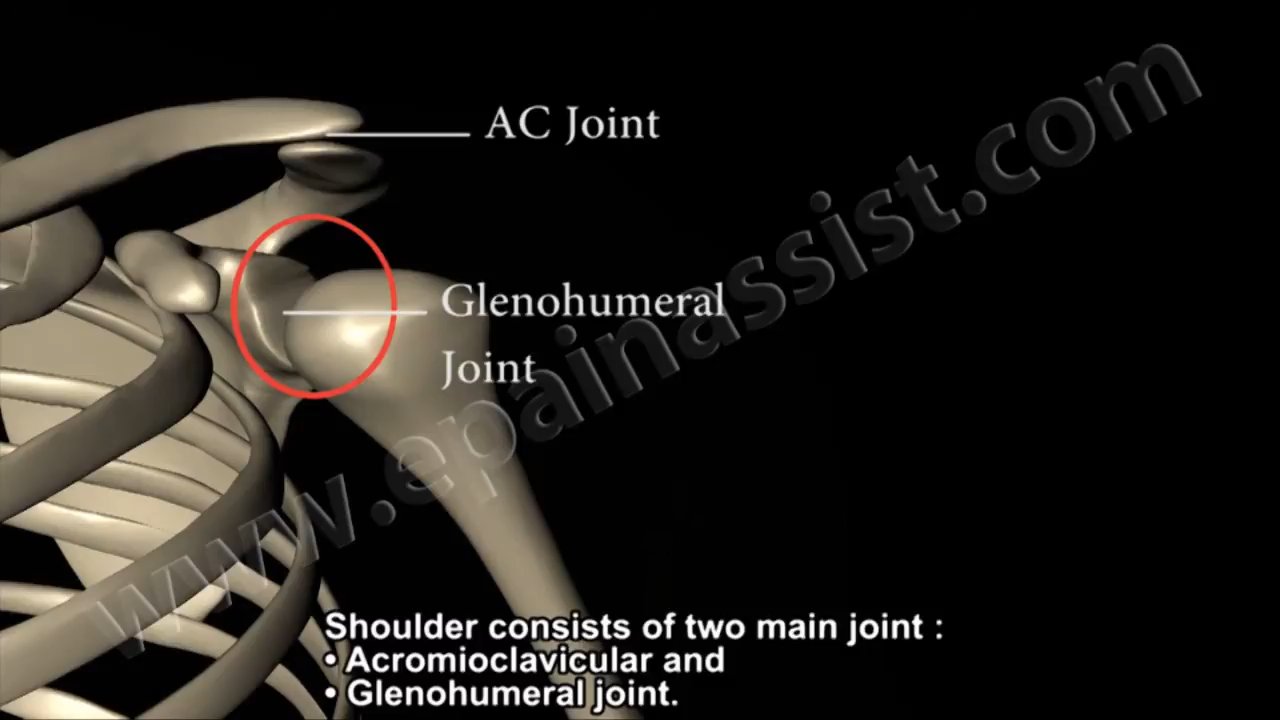 AC Joint
Glenohumeral
Joint
www.epainassist.com
Shoulder consists of two main joint :
• Acromioclavicular and
• Glenohumeral joint.